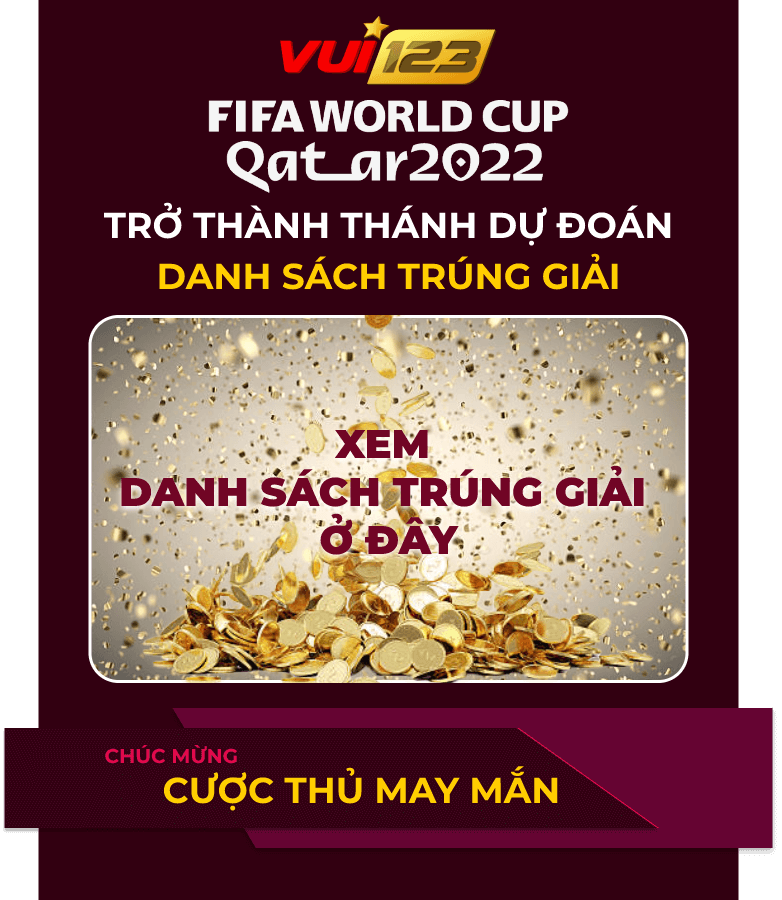 VUI123
FIFA WORLD CUP
Qatar2022
TRỞ THÀNH THÁNH DỰ ĐOÁN
DANH SÁCH TRÚNG GIẢI
XEM
DANH SÁCH TRÚNG GIẢI
Ở ĐÂY
CHÚC MỪNG
CƯỢC THỦ MAY MẮN